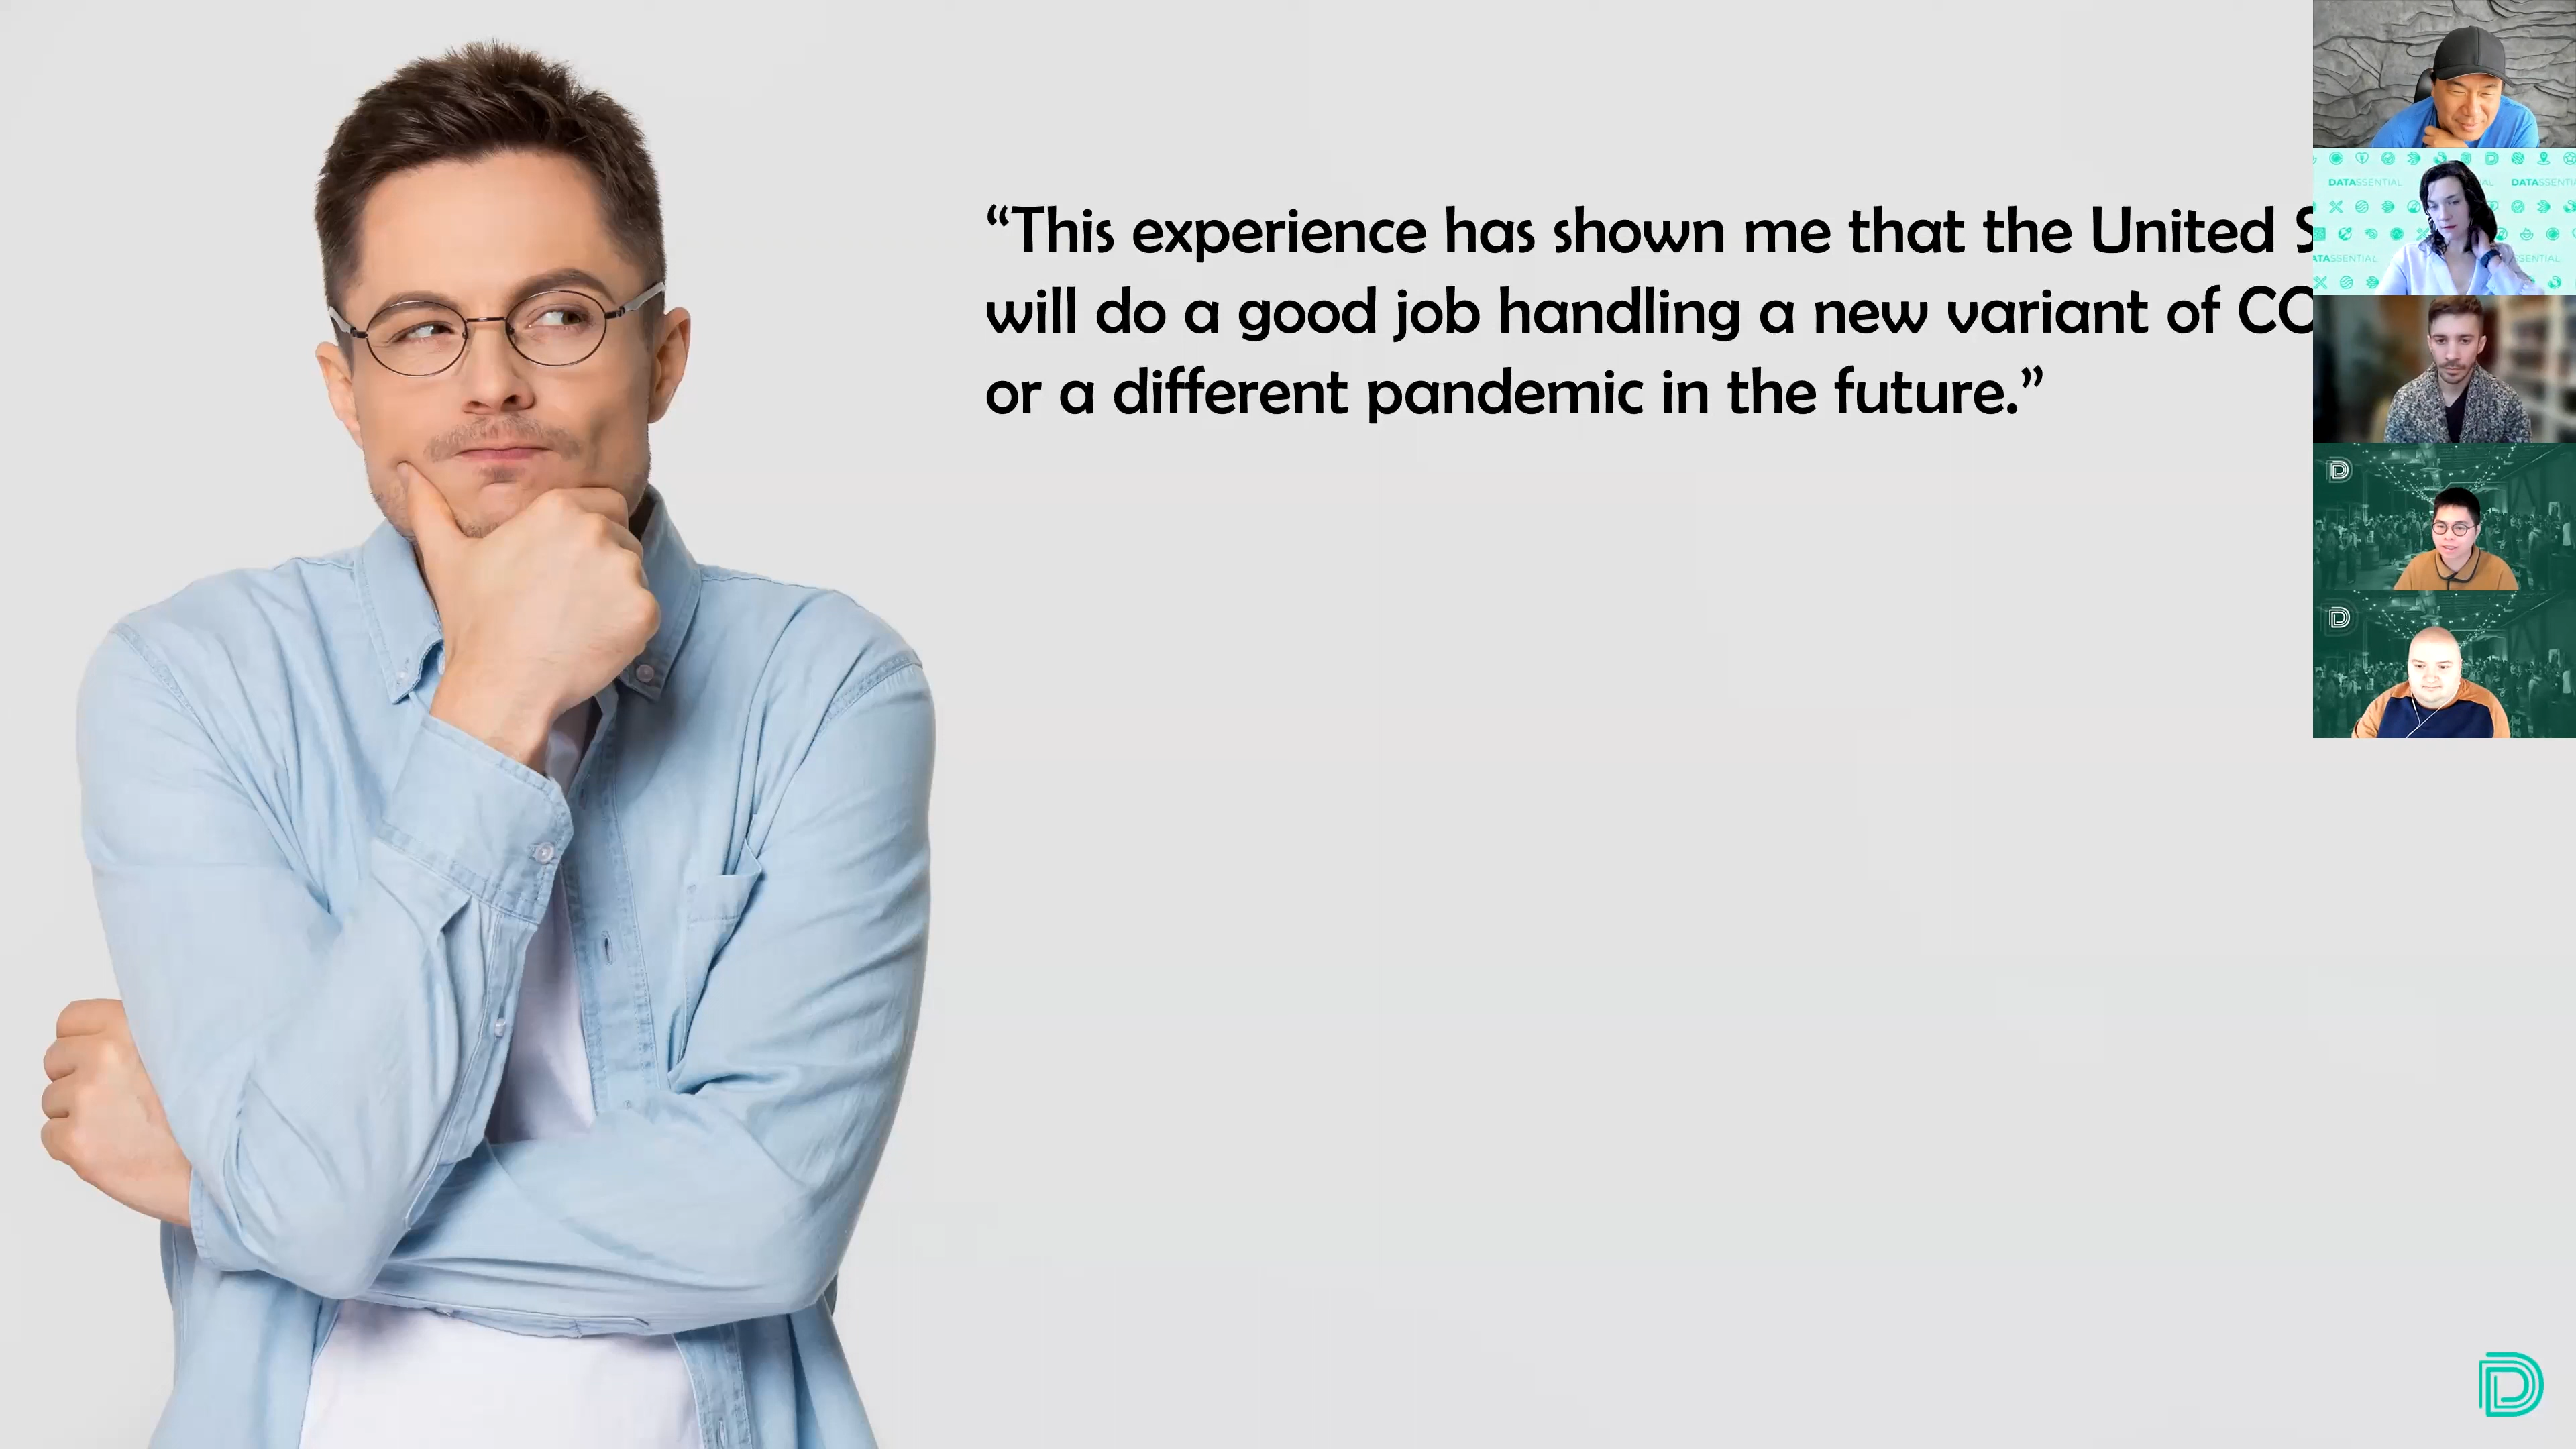 “This experience has shown me that the United
will do a good job handling a new variant of
or a different pandemic in the future.”
DATASSENTIAL